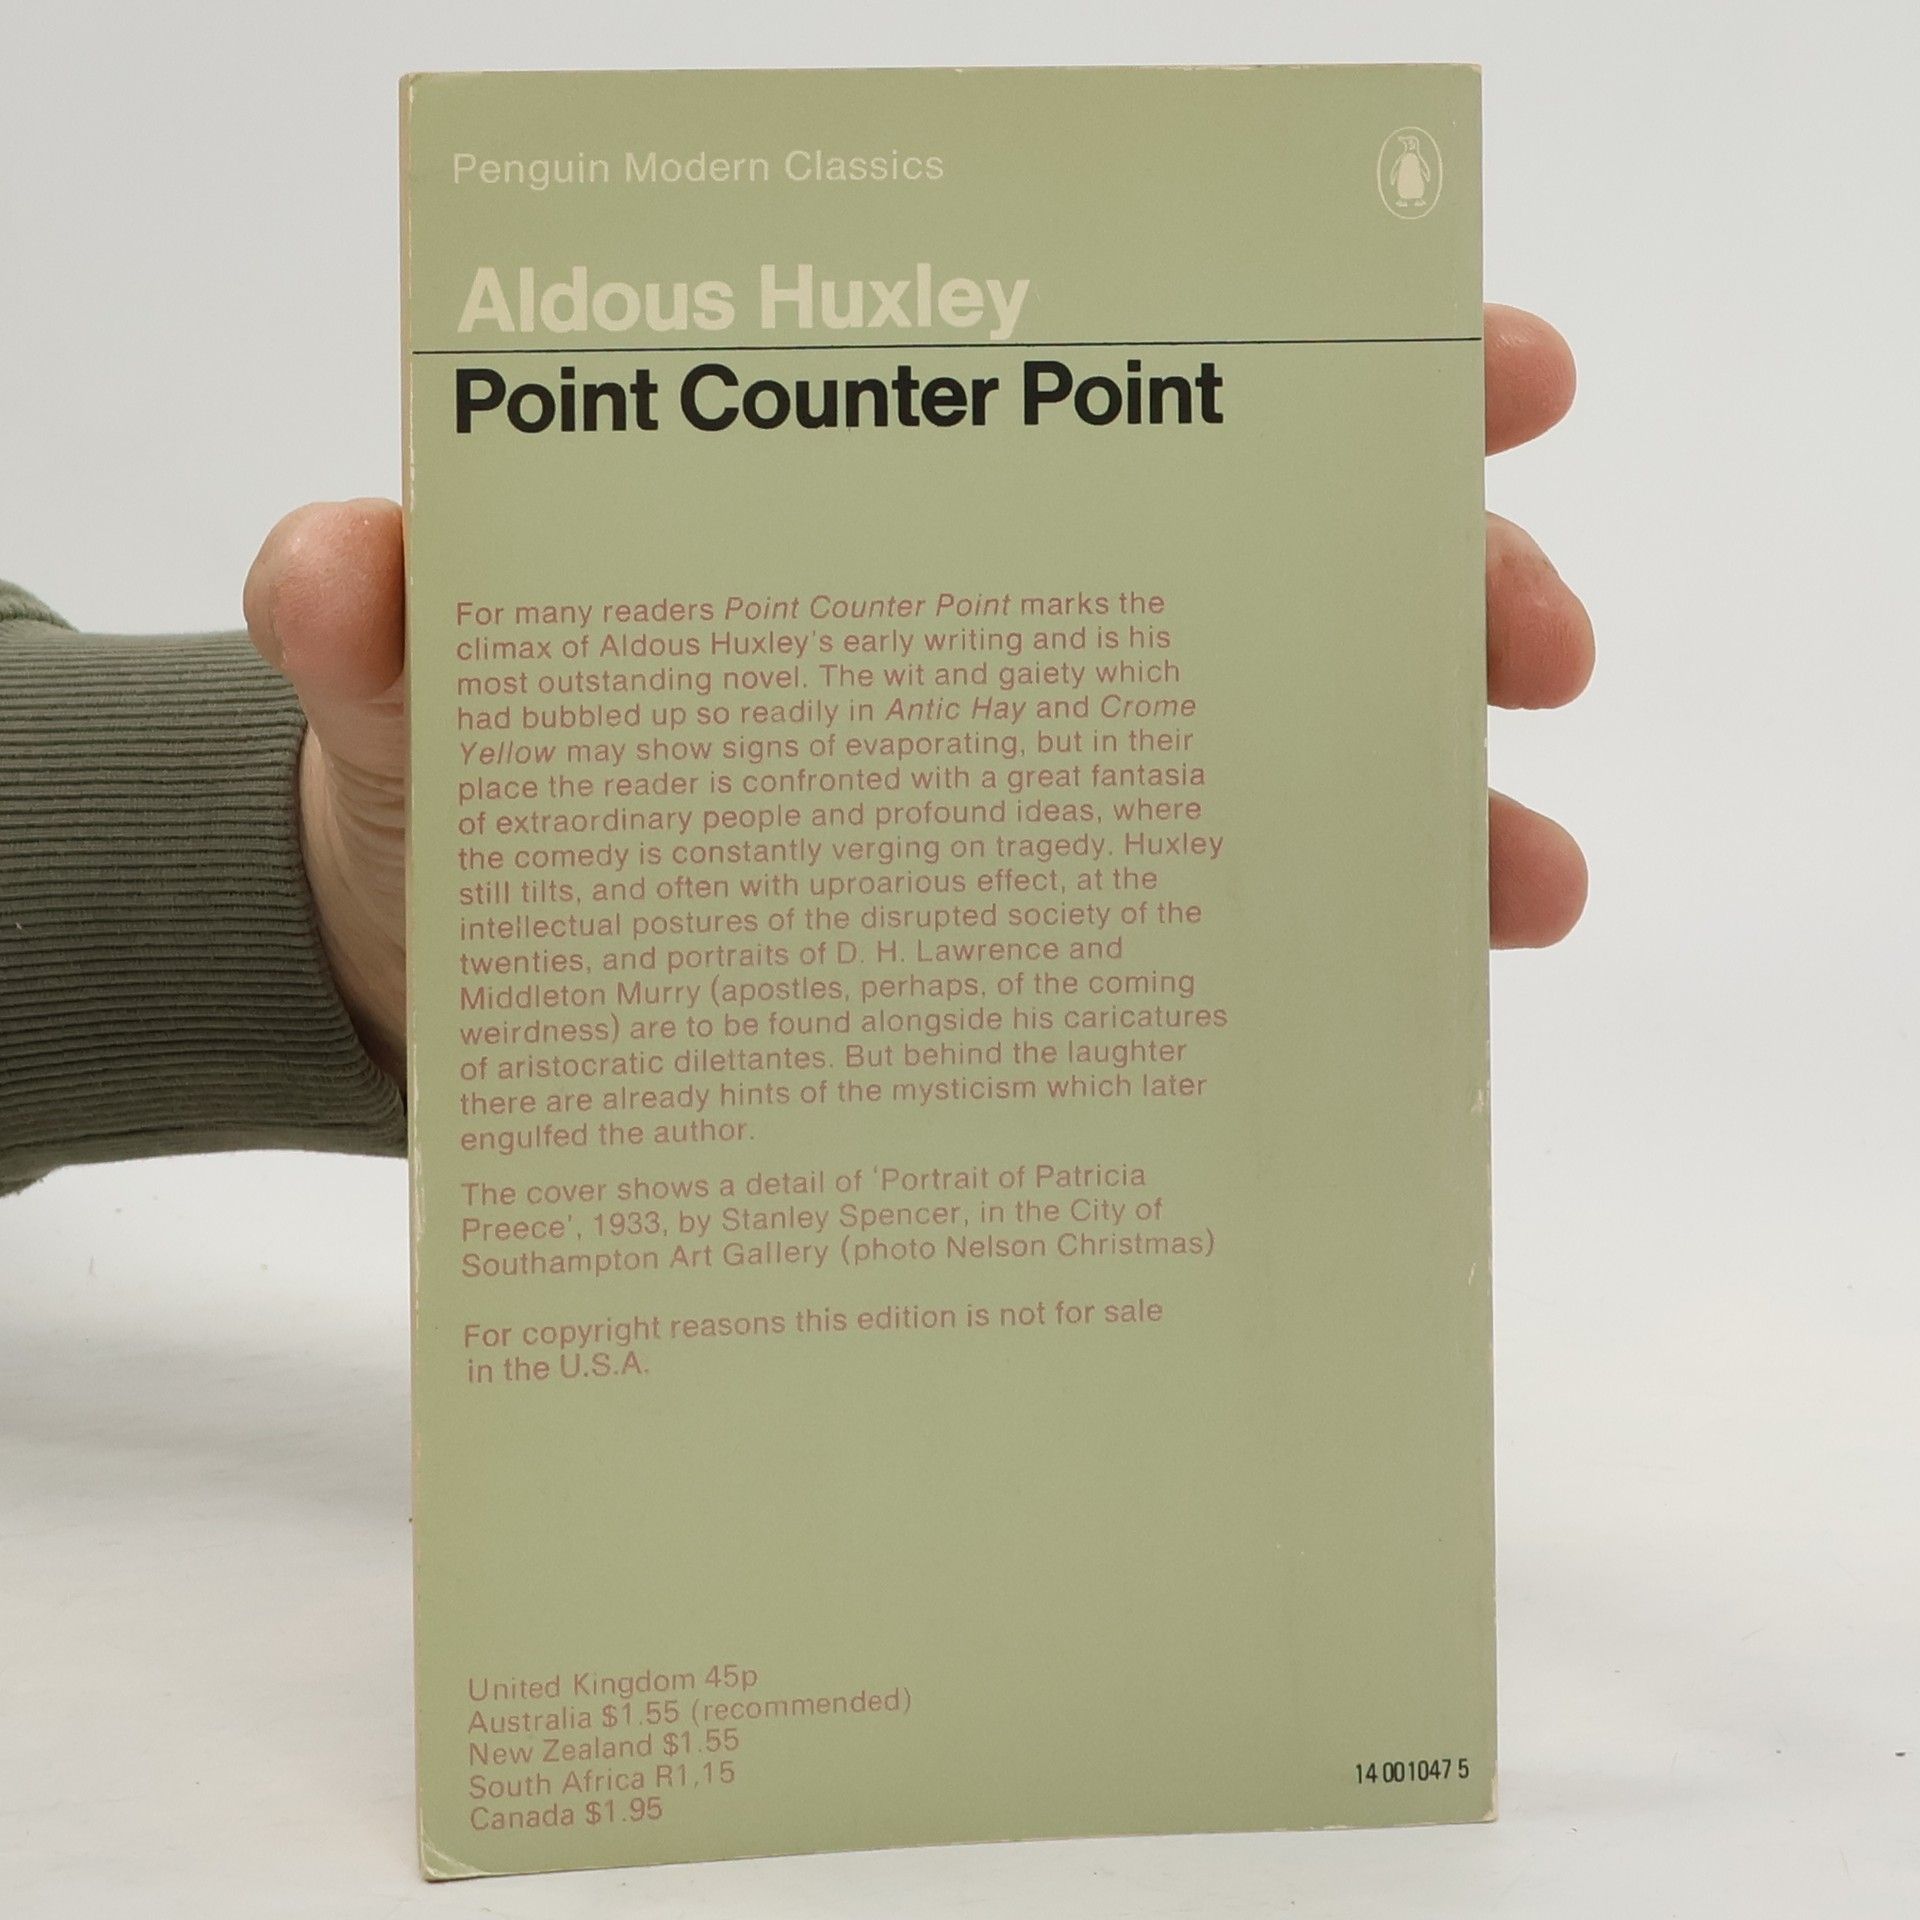 Penguin Modern Classics
Aldous Huxley
Point Counter Point
For many readers Point Counter Point marks the
climax of Aldous Huxley's early writing and is his
most outstanding novel. The wit and gaiety which
had bubbled up so readily in Antic Hay and Crome
Yellow may show signs of evaporating, but in their
place the reader is confronted with a great fantasia
of extraordinary people and profound ideas, where
the comedy is constantly verging on tragedy. Huxley
still tilts, and often with uproarious effect, at the
intellectual postures of the disrupted society of the
twenties, and portraits of D. H. Lawrence and
Middleton Murry (apostles, perhaps, of the coming
weirdness) are to be found alongside his caricatures
of aristocratic dilettantes. But behind the laughter
there are already hints of the mysticism which later
engulfed the author.
The cover shows a detail of 'Portrait of Patricia
Preece', 1933, by Stanley Spencer, in the City of
Southampton Art Gallery (photo Nelson Christmas)
For copyright reasons this edition is not for sale
in the U.S.A.
United Kingdom 45p
Australia $1.55 (recommended)
New Zealand $1.55
South Africa R1,15
Canada $1.95
14 001047 5